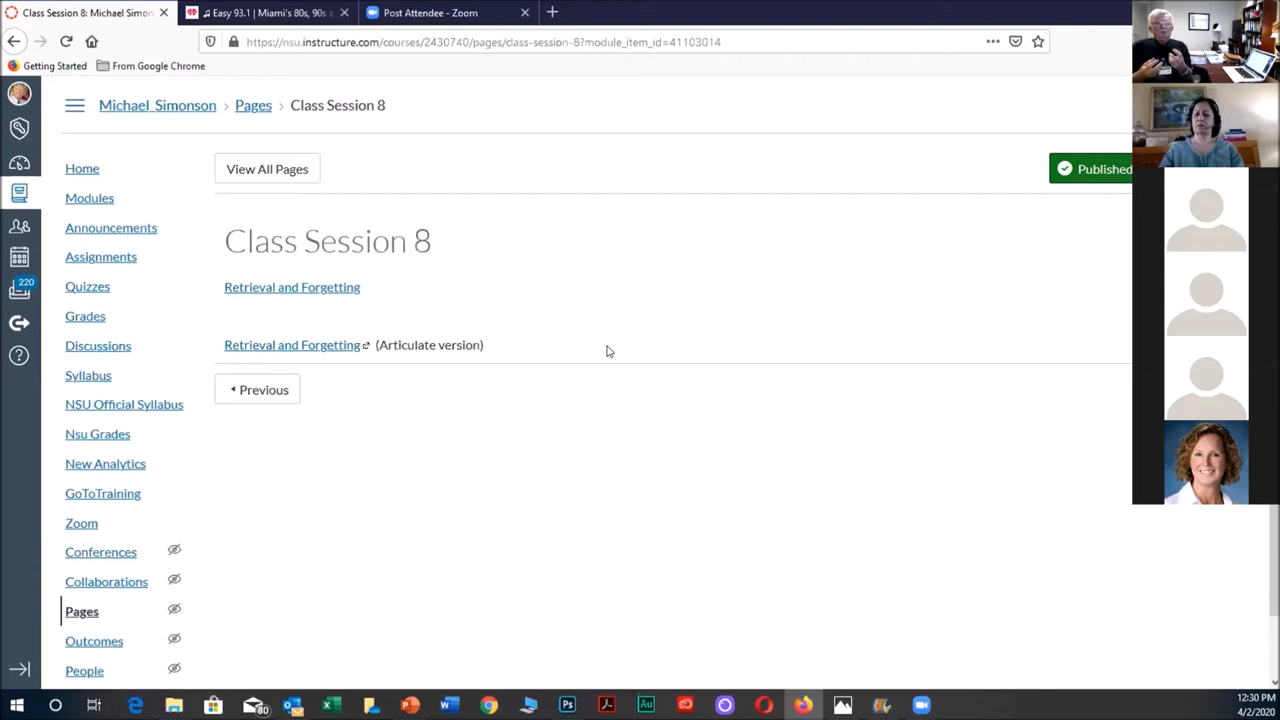 Class Session 8: Michael Simon
Easy 93.1 | Miami's 80s, 90s a
Post Attendee - Zoom
https://nsu.instructure.com/courses/2430740/pages/class-session-8?module_item_id=41103014
Getting Started
From Google Chrome
Michael_Simonson › Pages › Class Session 8
Home
Modules
Announcements
Assignments
Quizzes
Grades
Discussions
Syllabus
NSU Official Syllabus
Nsu Grades
New Analytics
GoToTraining
Zoom
Conferences
Collaborations
Pages
Outcomes
People
220
View All Pages
Published
Class Session 8
Retrieval and Forgetting
Retrieval and Forgetting (Articulate version)
Previous
80
Ps
Au
12:30 PM
4/2/2020